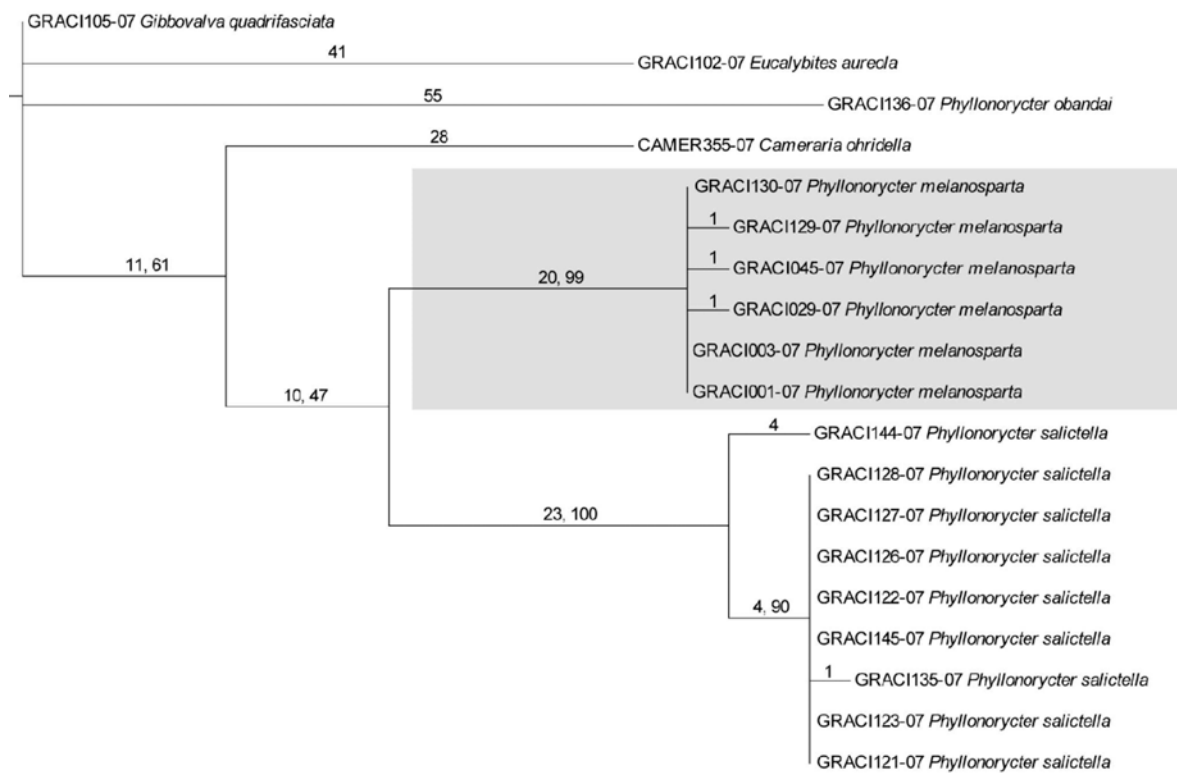 GRACI105-07 Gibbovalva quadrifasciata
41
GRACI102-07 Eucalybites aurecla
55
GRACI136-07 Phyllonorycter obandai
28
CAMER355-07 Cameraria ohridella
GRACI130-07 Phyllonorycter melanosparta
1
GRACI129-07 Phyllonorycter melanosparta
11, 61
1
GRACI045-07 Phyllonorycter melanosparta
20, 99
1
GRACI029-07 Phyllonorycter melanosparta
GRACI003-07 Phyllonorycter melanosparta
10, 47
GRACI001-07 Phyllonorycter melanosparta
4
GRACI144-07 Phyllonorycter salictella
GRACI128-07 Phyllonorycter salictella
23, 100
GRACI127-07 Phyllonorycter salictella
GRACI126-07 Phyllonorycter salictella
4, 90
GRACI122-07 Phyllonorycter salictella
GRACI145-07 Phyllonorycter salictella
1
GRACI135-07 Phyllonorycter salictella
GRACI123-07 Phyllonorycter salictella
GRACI121-07 Phyllonorycter salictella